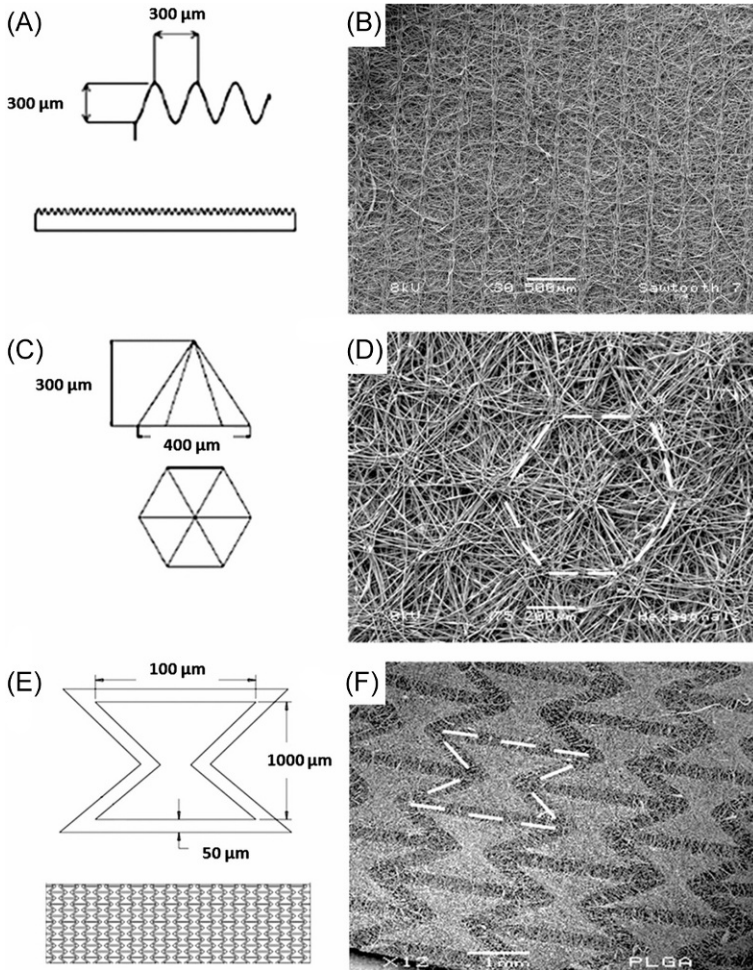 (A)
300 µm
300 µm
(B)
8kU X30 500µm Sawtooth 7
(C)
300 µm
400 µm
(D)
X75 200µm
(E)
100 µm
1000 µm
50 µm
(F)
X12 1mm PLGA